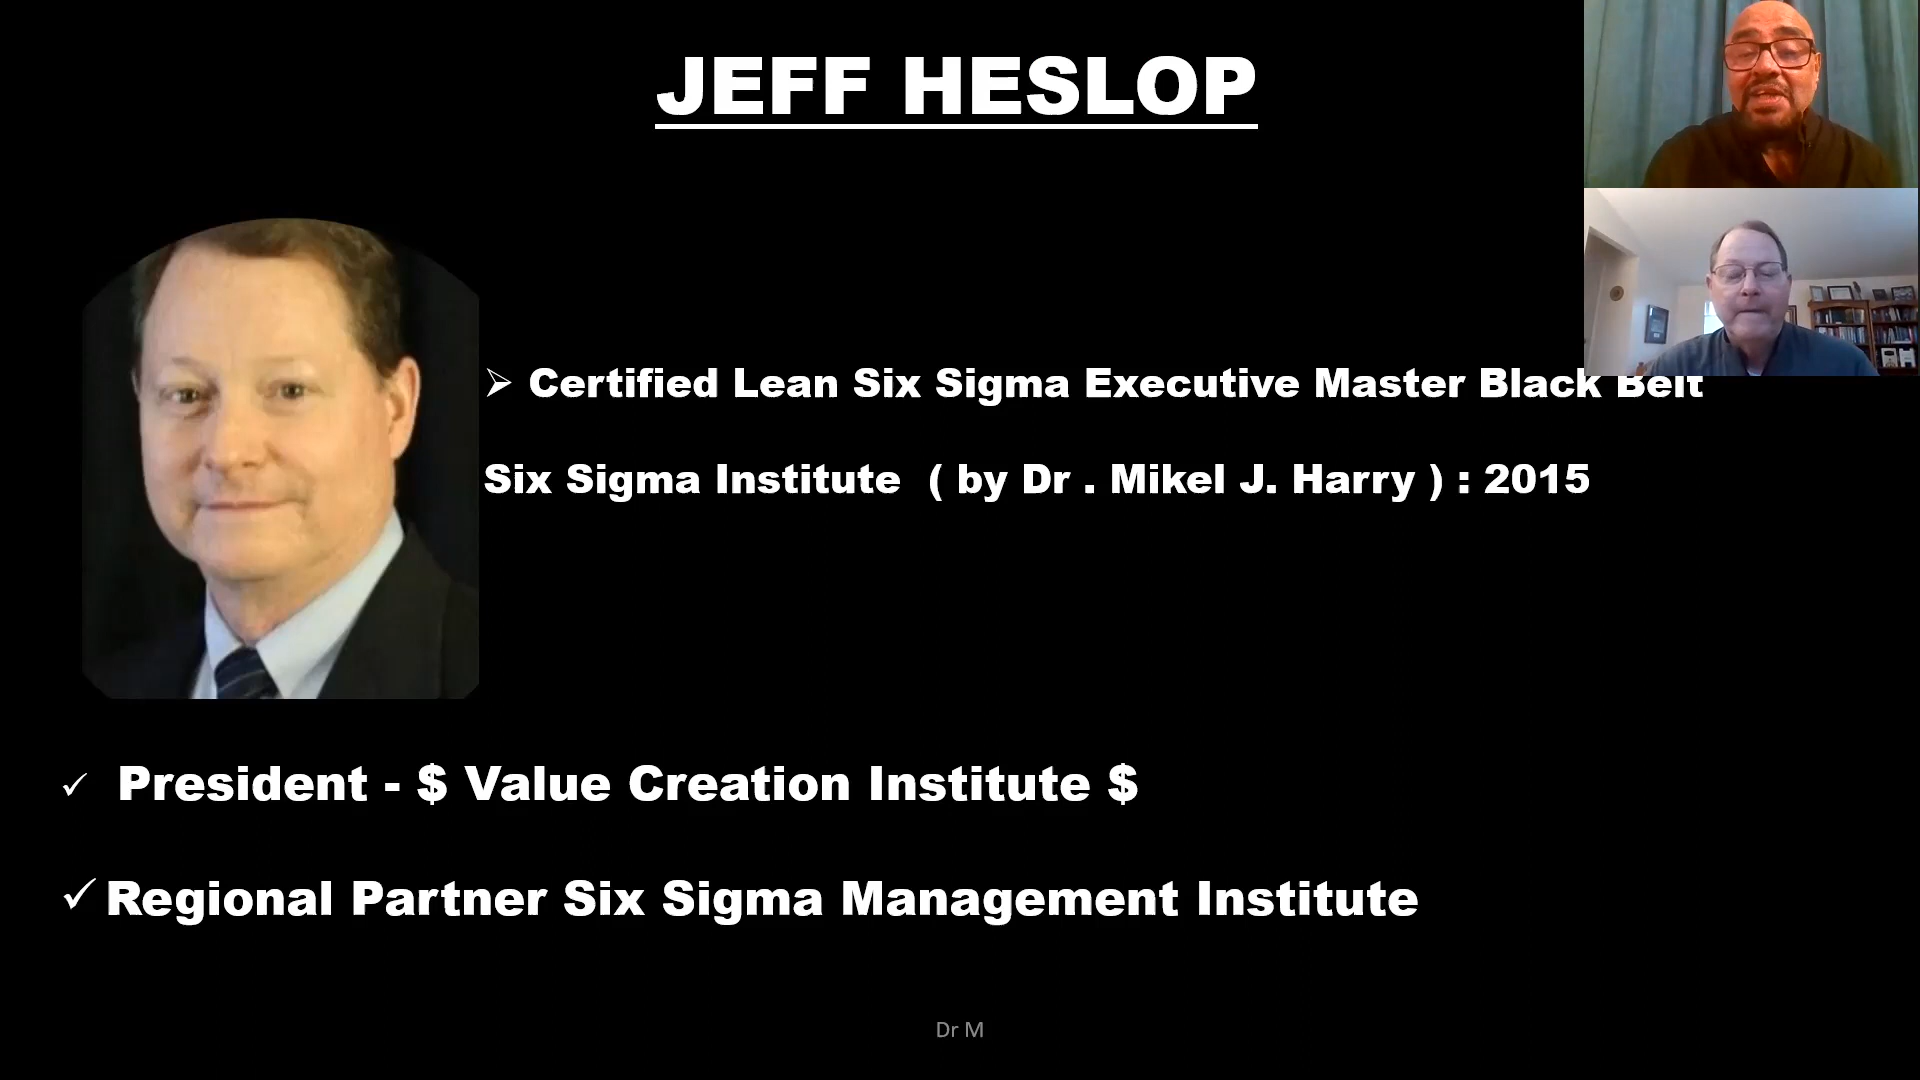 JEFF HESLOP
➢ Certified Lean Six Sigma Executive Master Black Belt
Six Sigma Institute ( by Dr . Mikel J. Harry ) : 2015
✓ President - $ Value Creation Institute $
✓ Regional Partner Six Sigma Management Institute
Dr M